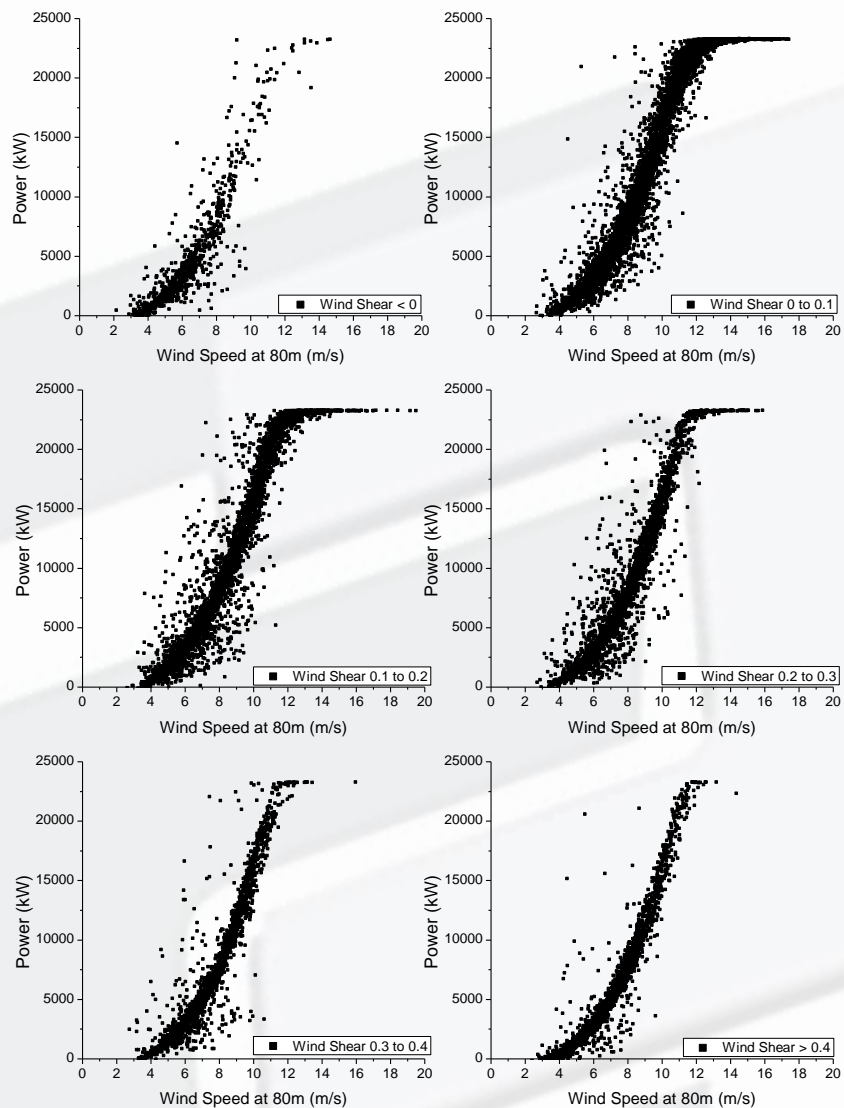 25000
20000
15000
10000
5000
0
Power (kW)
Wind Shear < 0
0 2 4 6 8 10 12 14 16 18 20
Wind Speed at 80m (m/s)
25000
20000
15000
10000
5000
0
Power (kW)
Wind Shear 0 to 0.1
0 2 4 6 8 10 12 14 16 18 20
Wind Speed at 80m (m/s)
25000
20000
15000
10000
5000
0
Power (kW)
Wind Shear 0.1 to 0.2
0 2 4 6 8 10 12 14 16 18 20
Wind Speed at 80m (m/s)
25000
20000
15000
10000
5000
0
Power (kW)
Wind Shear 0.2 to 0.3
0 2 4 6 8 10 12 14 16 18 20
Wind Speed at 80m (m/s)
25000
20000
15000
10000
5000
0
Power (kW)
Wind Shear 0.3 to 0.4
0 2 4 6 8 10 12 14 16 18 20
Wind Speed at 80m (m/s)
25000
20000
15000
10000
5000
0
Power (kW)
Wind Shear > 0.4
0 2 4 6 8 10 12 14 16 18 20
Wind Speed at 80m (m/s)